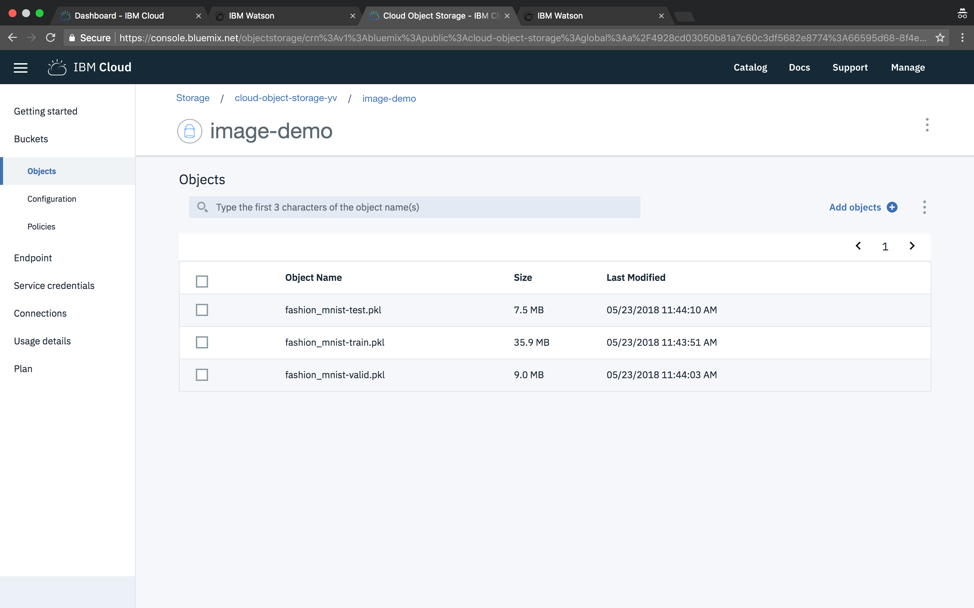 Dashboard - IBM Cloud
IBM Watson
Cloud Object Storage - IBM Cl
IBM Watson
Secure
https://console.bluemix.net/objectstorage/crn%3Av1%3Abluemix%3Apublic%3Acloud-object-storage%3Aglobal%3Aa%2F4928cd03050b81a7c60c3df5682e8774%3A66595d68-8f4e...
IBM Cloud
Catalog
Docs
Support
Manage
Getting started
Buckets
Objects
Configuration
Policies
Endpoint
Service credentials
Connections
Usage details
Plan
Storage / cloud-object-storage-yv / image-demo
image-demo
Objects
Type the first 3 characters of the object name(s)
Add objects
1
Object Name Size Last Modified
fashion_mnist-test.pkl 7.5 MB 05/23/2018 11:44:10 AM
fashion_mnist-train.pkl 35.9 MB 05/23/2018 11:43:51 AM
fashion_mnist-valid.pkl 9.0 MB 05/23/2018 11:44:03 AM